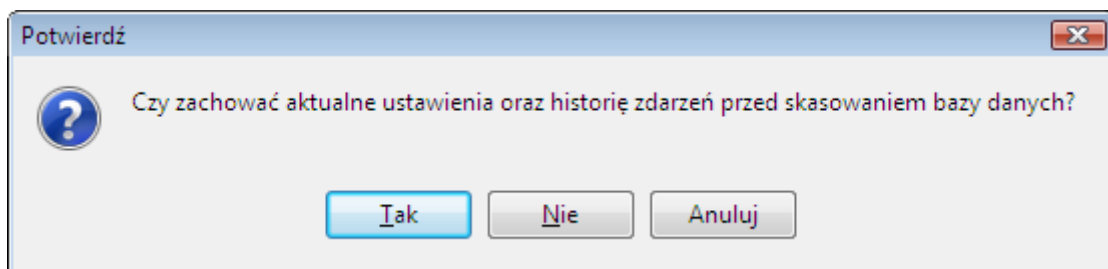 Potwierdź
Czy zachować aktualne ustawienia oraz historię zdarzeń przed skasowaniem bazy danych?
Tak Nie Anuluj